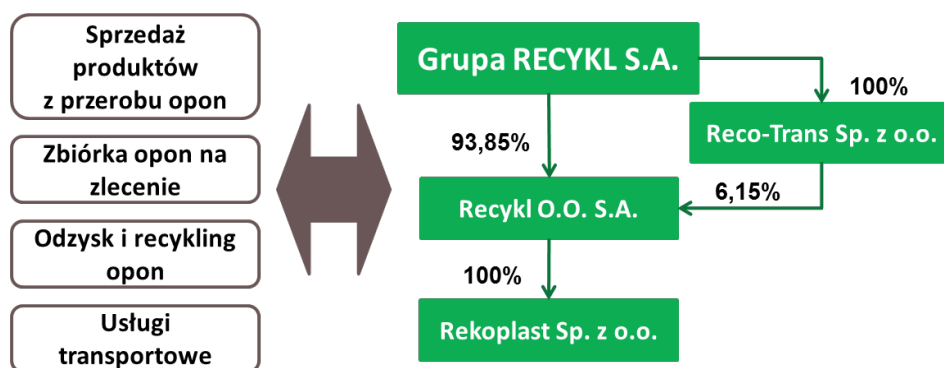 Sprzedaż
produktów
z przerobu opon
Zbiórka opon na
zlecenie
Odzysk i recykling
opon
Usługi
transportowe
Grupa RECYKL S.A.
100%
93,85%
Reco-Trans Sp. z o.o.
6,15%
Recykl O.O. S.A.
100%
Rekoplast Sp. z o.o.